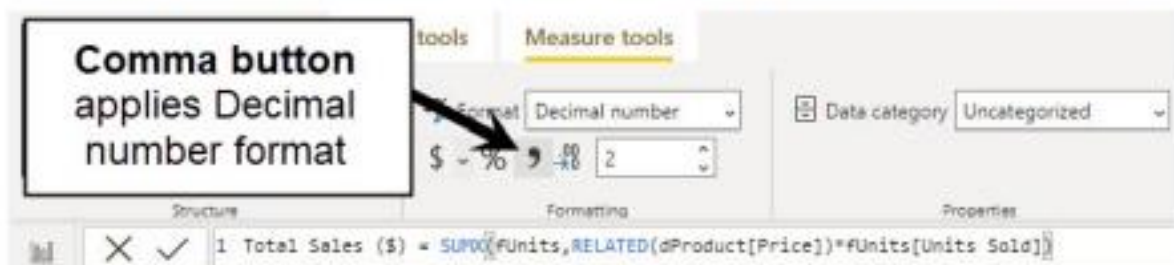 Comma button
applies Decimal
number format
tools Measure tools
Format Decimal number
Data category Uncategorized
$ % , .00 2
Structure Formatting Properties
1 Total Sales ($) = SUMX(fUnits,RELATED(dProduct[Price])*fUnits[Units Sold])